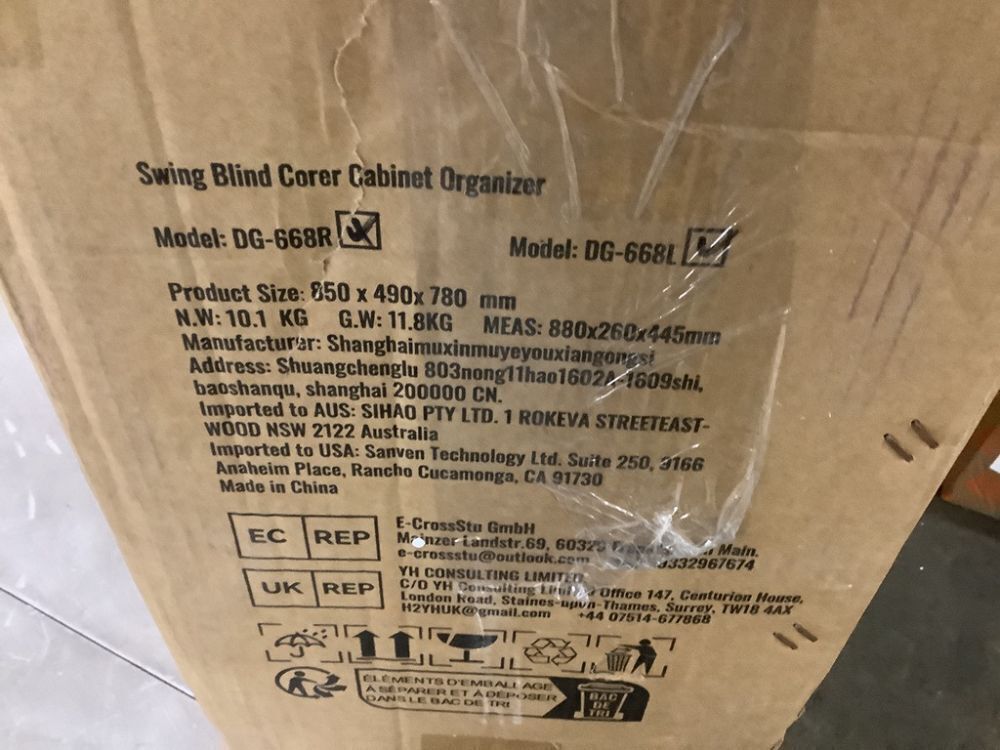 Swing Blind Corer Cabinet Organizer
Model: DG-668R Model: DG-668L
Product Size: 850 x 490x 780 mm
N.W: 10.1 KG G.W: 11.8KG MEAS: 880x260x445mm
Manufacturer: Shanghaimuxinmuyeyouxiangongsi
Address: Shuangchenglu 803nong11hao1602A-1609shi,
baoshanqu, shanghai 200000 CN.
Imported to AUS: SIHAO PTY LTD. 1 ROKEVA STREETEAST-
WOOD NSW 2122 Australia
Imported to USA: Sanven Technology Ltd. Suite 250, 9166
Anaheim Place, Rancho Cucamonga, CA 91730
Made in China
EC REP
E-CrossStu GmbH
Mainzer Landstr.69, 60329 Main.
e-crossstu@outlook.com 9332967674
UK REP
YH CONSULTING LIMITED
C/O YH Consulting Limited Office 147, Centurion House,
London Road, Staines-upon-Thames, Surrey, TW18 4AX
H2YHUK@gmail.com +44 07514-677868
ÉLÉMENTS D'EMBALLAGE
À SÉPARER ET À DÉPOSER
DANS LE BAC DE TRI
BAC
DE
TRI